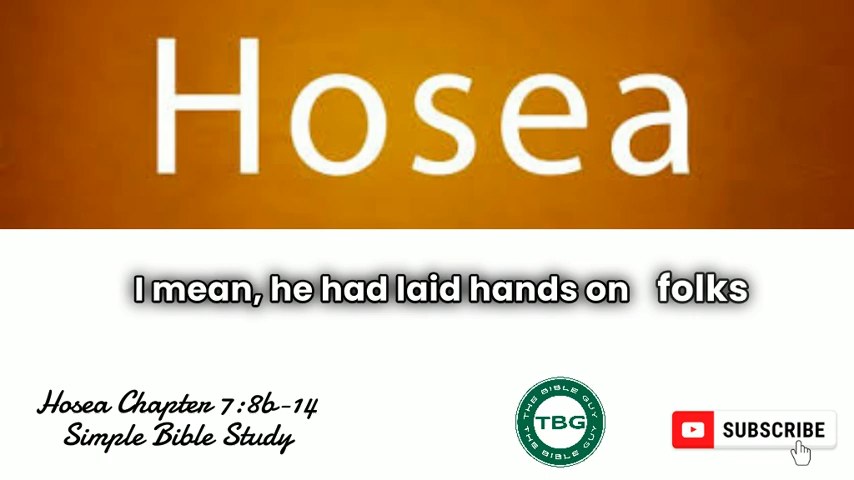 Hosea
I mean, he had laid hands on folks
Hosea Chapter 7:8b-14
Simple Bible Study
THE BIBLE GUY
TBG
THE BIBLE GUY
SUBSCRIBE